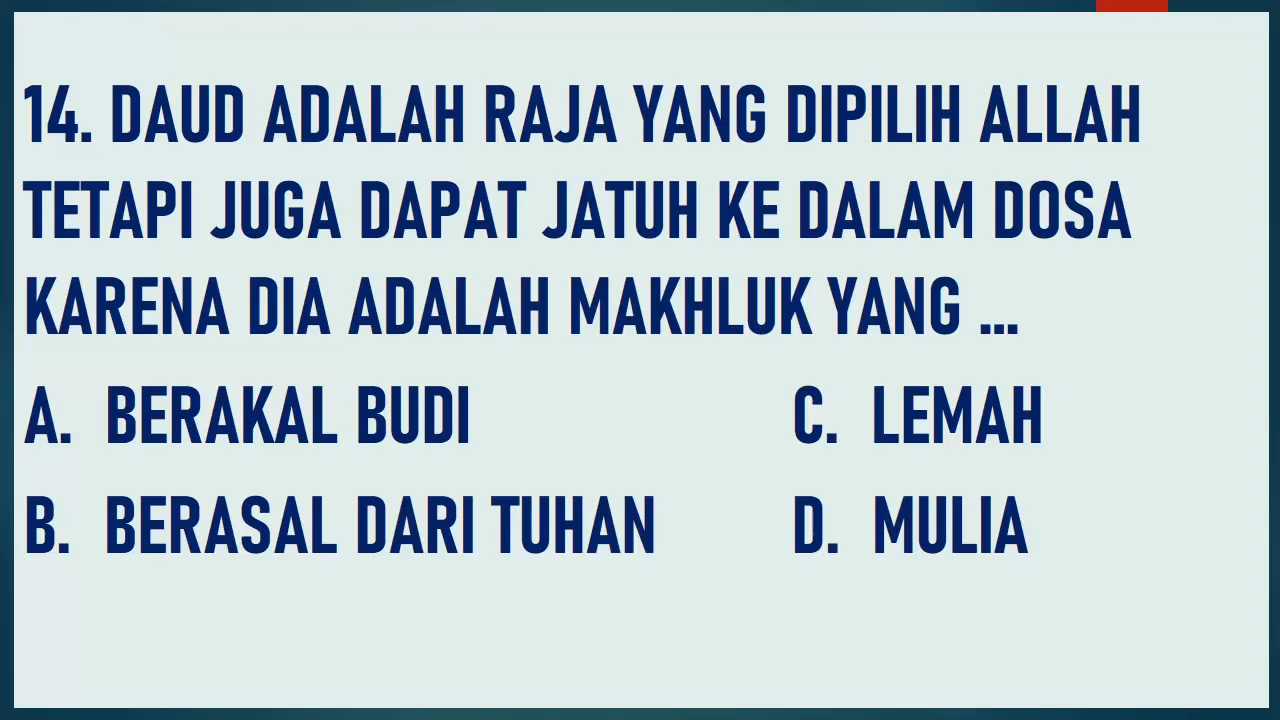 14. DAUD ADALAH RAJA YANG DIPILIH ALLAH
TETAPI JUGA DAPAT JATUH KE DALAM DOSA
KARENA DIA ADALAH MAKHLUK YANG ...
A. BERAKAL BUDI C. LEMAH
B. BERASAL DARI TUHAN D. MULIA